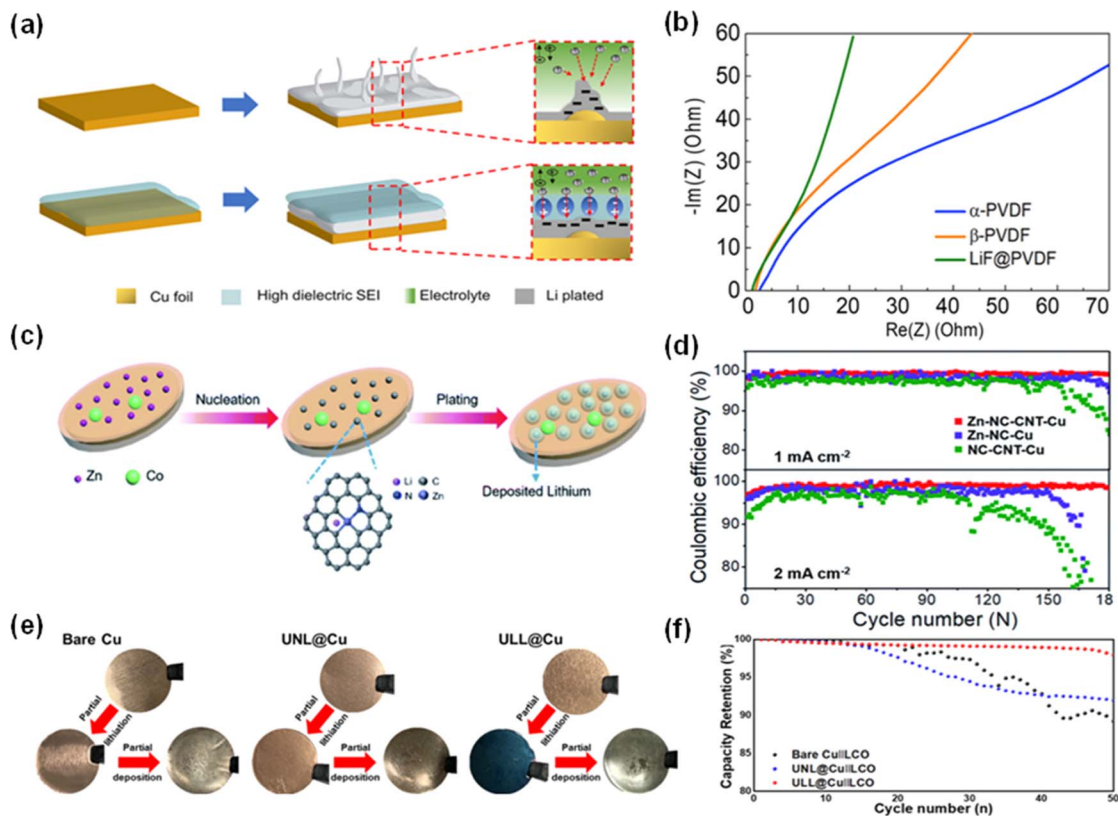 (a)
Cu foil
High dielectric SEI
Electrolyte
Li plated
(b)
60
50
40
30
20
10
0
-Im(Z) (Ohm)
α-PVDF
β-PVDF
LiF@PVDF
0
10
20
30
40
50
60
70
Re(Z) (Ohm)
(c)
Nucleation
Plating
Zn
Co
Li
C
N
Zn
Deposited Lithium
(d)
Coulombic efficiency (%)
100
90
80
Zn-NC-CNT-Cu
Zn-NC-Cu
NC-CNT-Cu
1 mA cm-2
100
90
80
2 mA cm-2
0
30
60
90
120
150
18
Cycle number (N)
(e)
Bare Cu
UNL@Cu
ULL@Cu
Partial
lithiation
Partial
deposition
Partial
lithiation
Partial
deposition
Partial
lithiation
Partial
deposition
(f)
Capacity Retention (%)
100
95
90
85
80
Bare Cu||LCO
UNL@Cu||LCO
ULL@Cu||LCO
0
10
20
30
40
50
Cycle number (n)